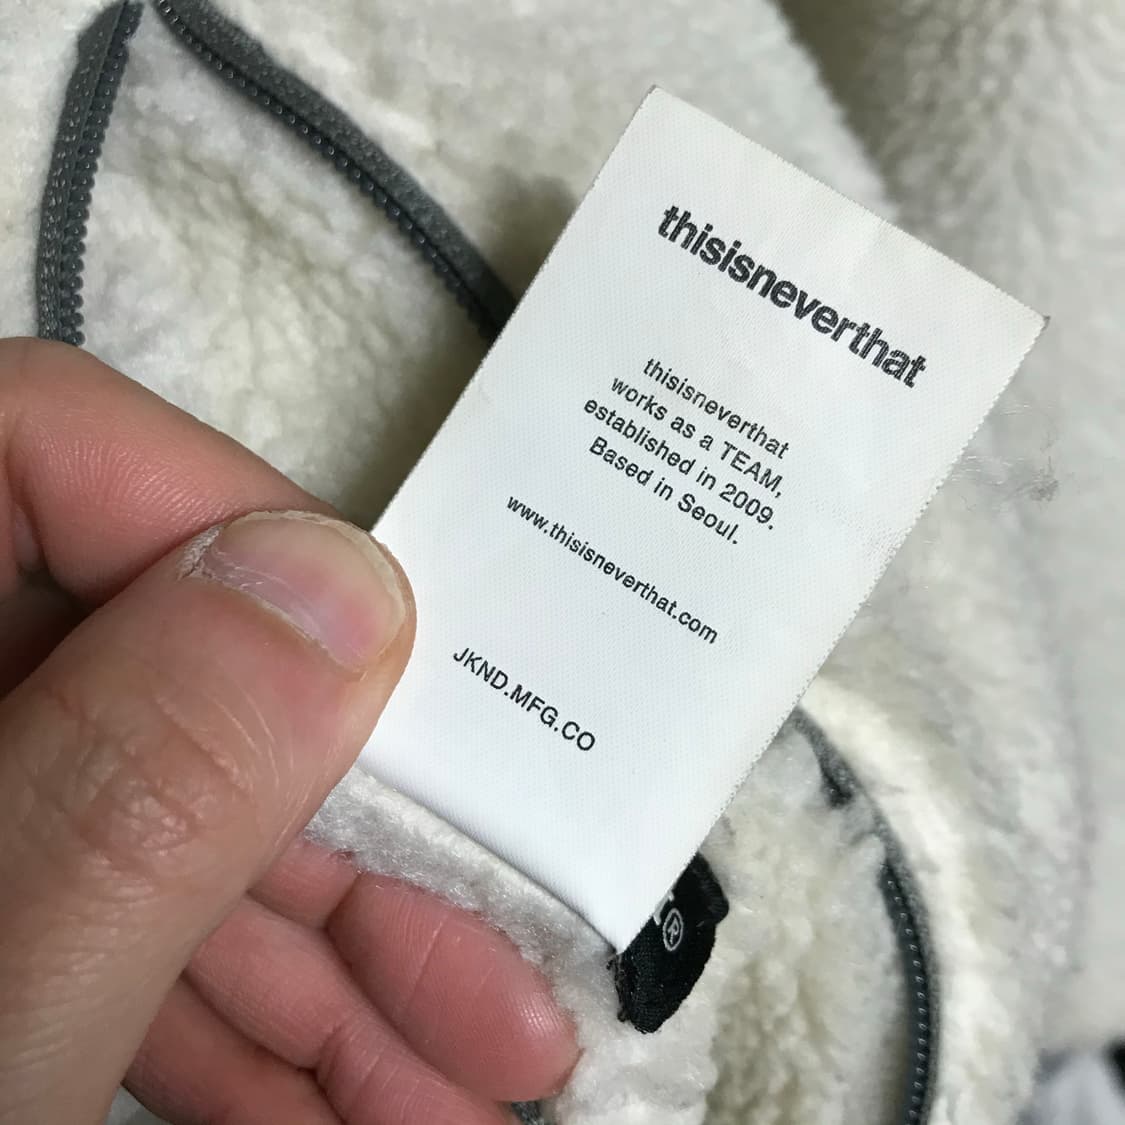 thisisneverthat
thisisneverthat
works as a TEAM,
established in 2009.
Based in Seoul.
www.thisisneverthat.com
JKND.MFG.CO
®